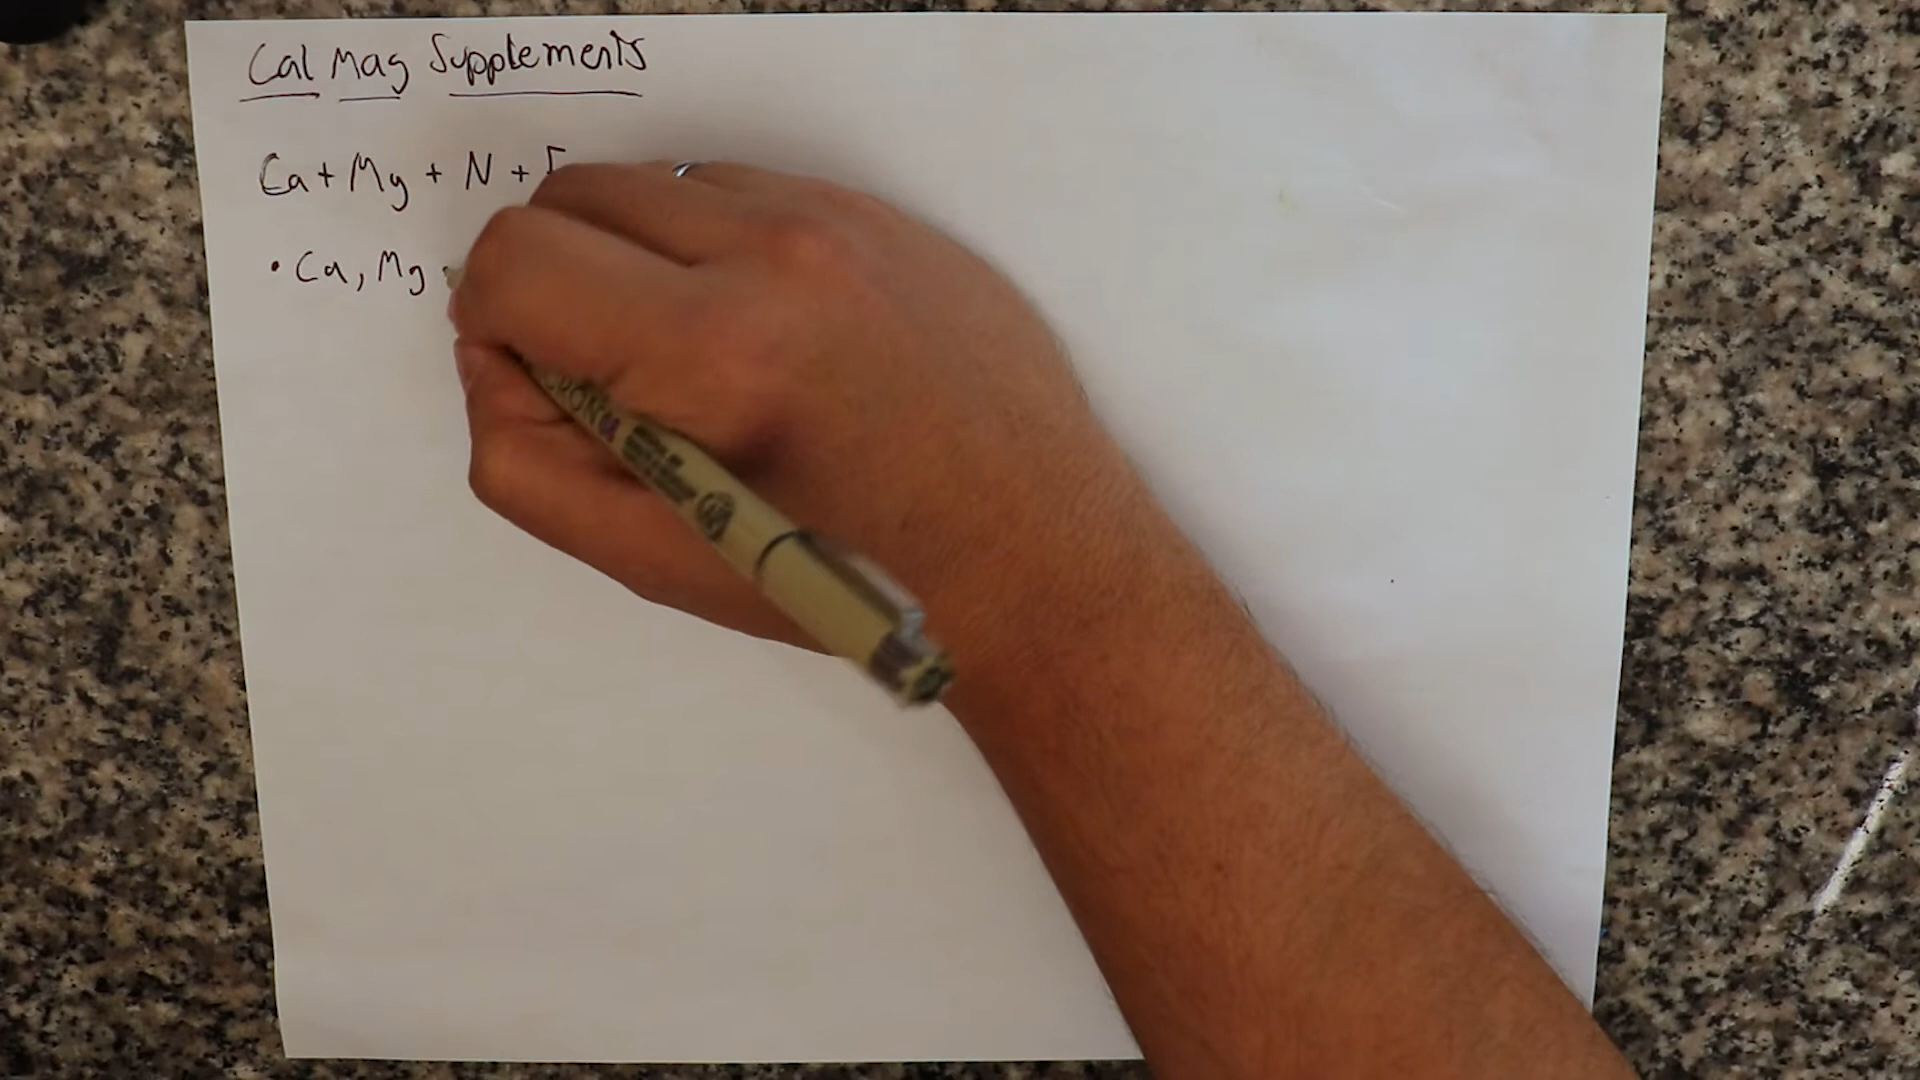 Cal Mag Supplements
Ca + Mg + N +
• Ca, Mg